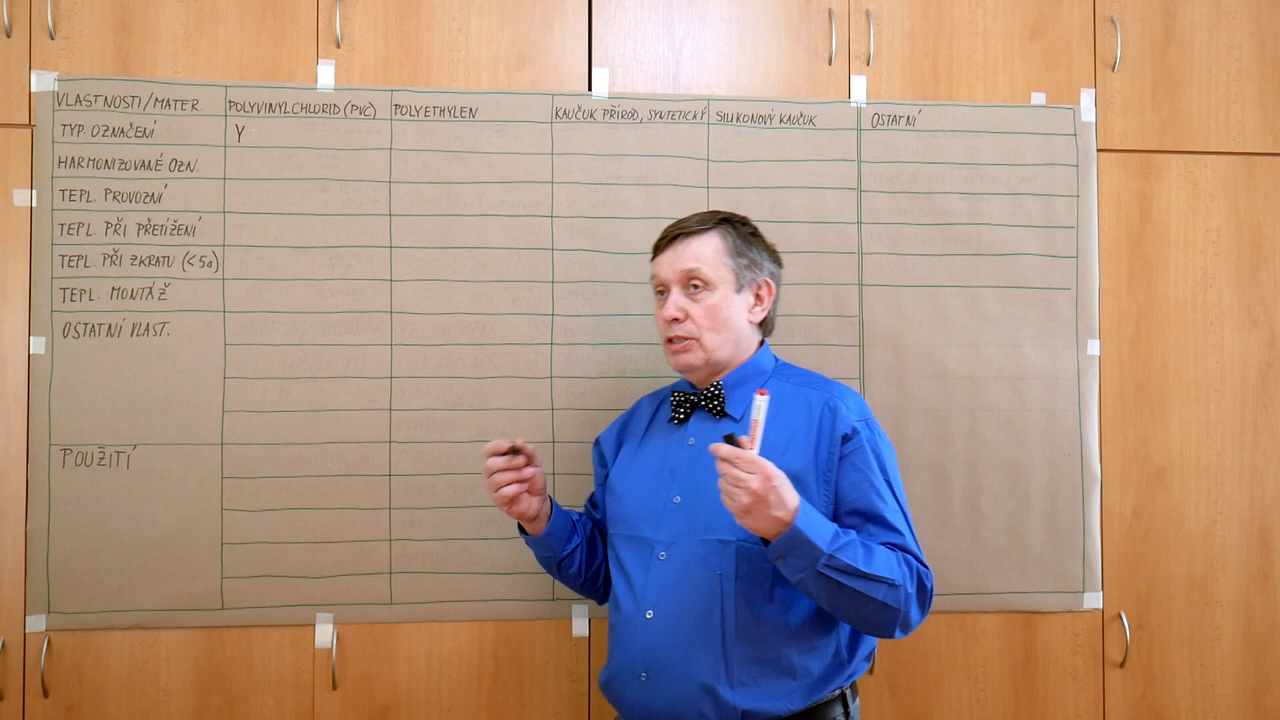 VLASTNOSTI/MATER. POLYVINYLCHLORID (PVC) POLYETHYLEN KAUČUK PŘÍROD, SYNTETICKÝ SILIKONOVÝ KAUČUK OSTATNÍ
TYP. OZNAČENÍ Y
HARMONIZOVANÉ OZN.
TEPL. PROVOZNÍ
TEPL. PŘI PŘETÍŽENÍ
TEPL. PŘI ZKRATU (<5s)
TEPL. MONTÁŽ
OSTATNÍ VLAST.
POUŽITÍ